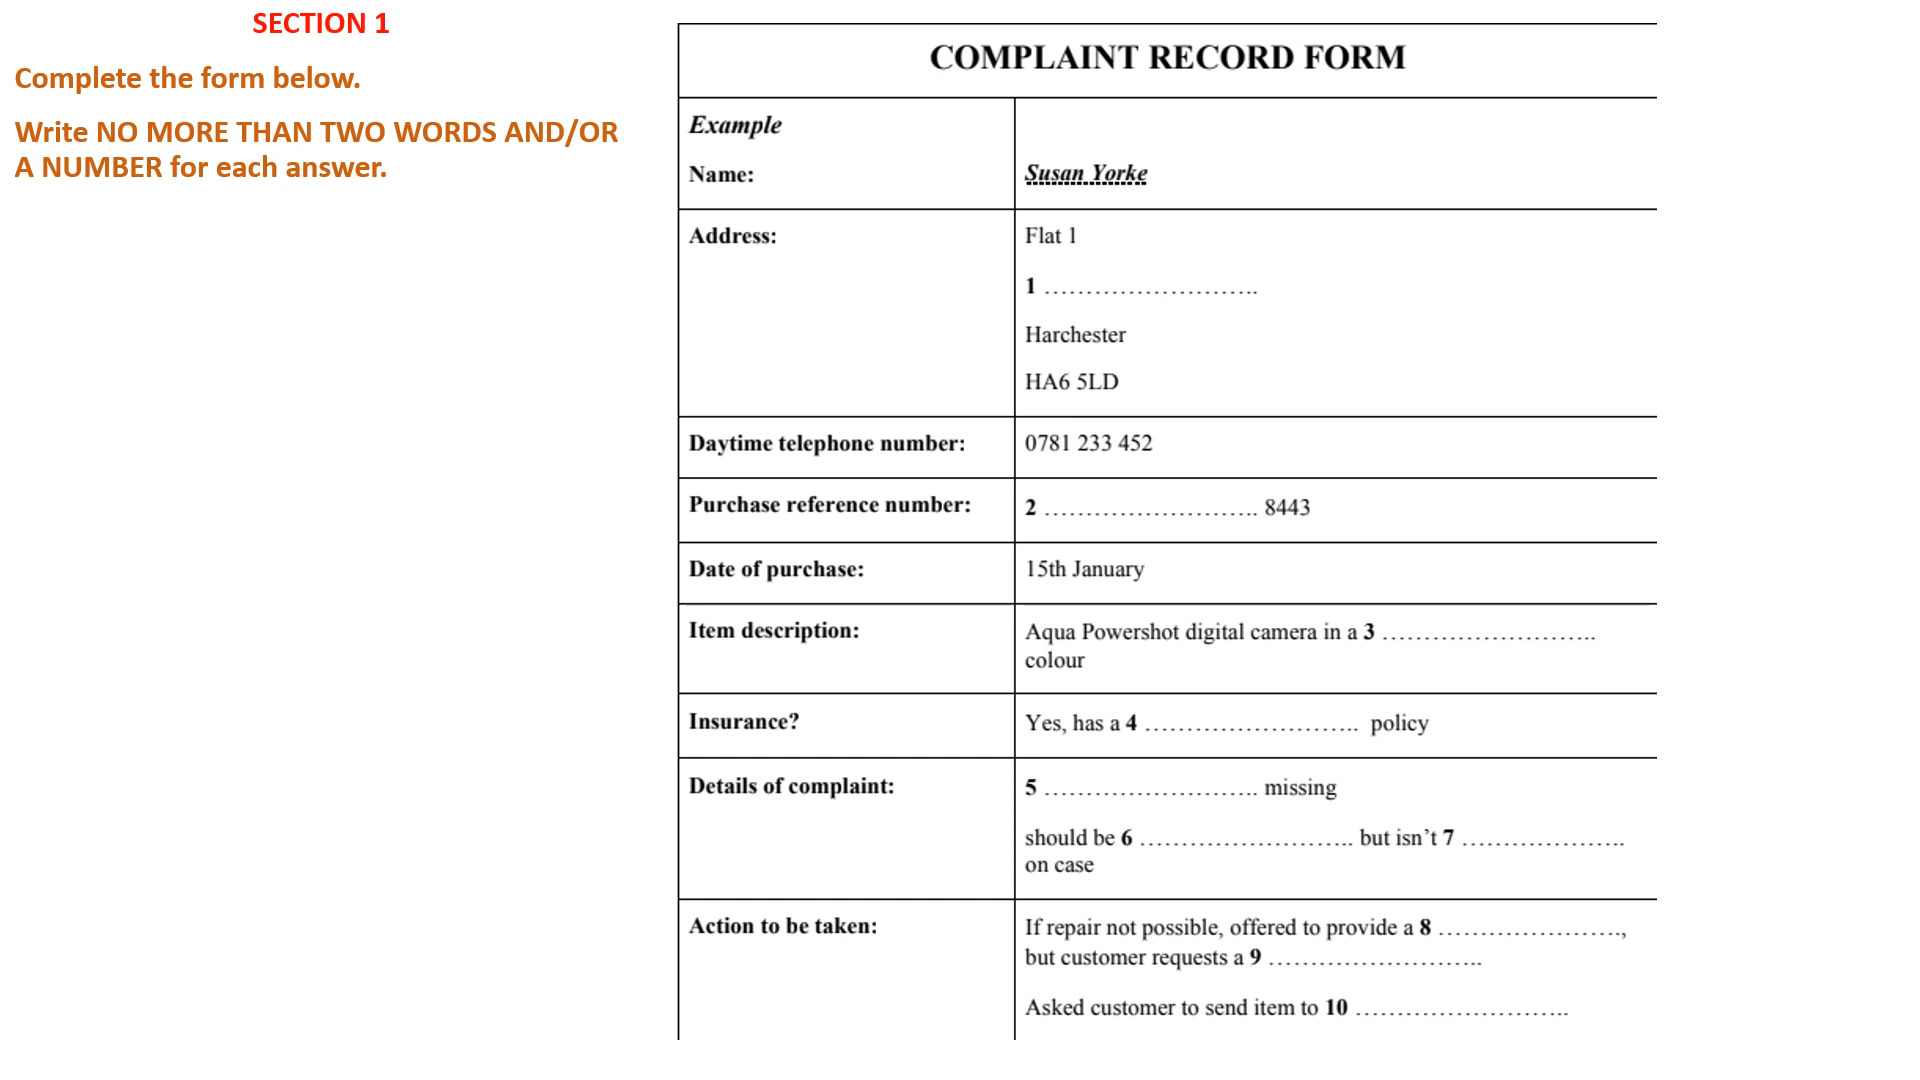 SECTION 1
Complete the form below.
Write NO MORE THAN TWO WORDS AND/OR
A NUMBER for each answer.
COMPLAINT RECORD FORM
Example
Name:
Susan Yorke
Address:
Flat 1
1 ……………………..
Harchester
HA6 5LD
Daytime telephone number:
0781 233 452
Purchase reference number:
2 …………………….. 8443
Date of purchase:
15th January
Item description:
Aqua Powershot digital camera in a 3 ……………………..
colour
Insurance?
Yes, has a 4 …………………….. policy
Details of complaint:
5 …………………….. missing
should be 6 …………………….. but isn’t 7 ………………..
on case
Action to be taken:
If repair not possible, offered to provide a 8 ………………….,
but customer requests a 9 ……………………..
Asked customer to send item to 10 ……………………..